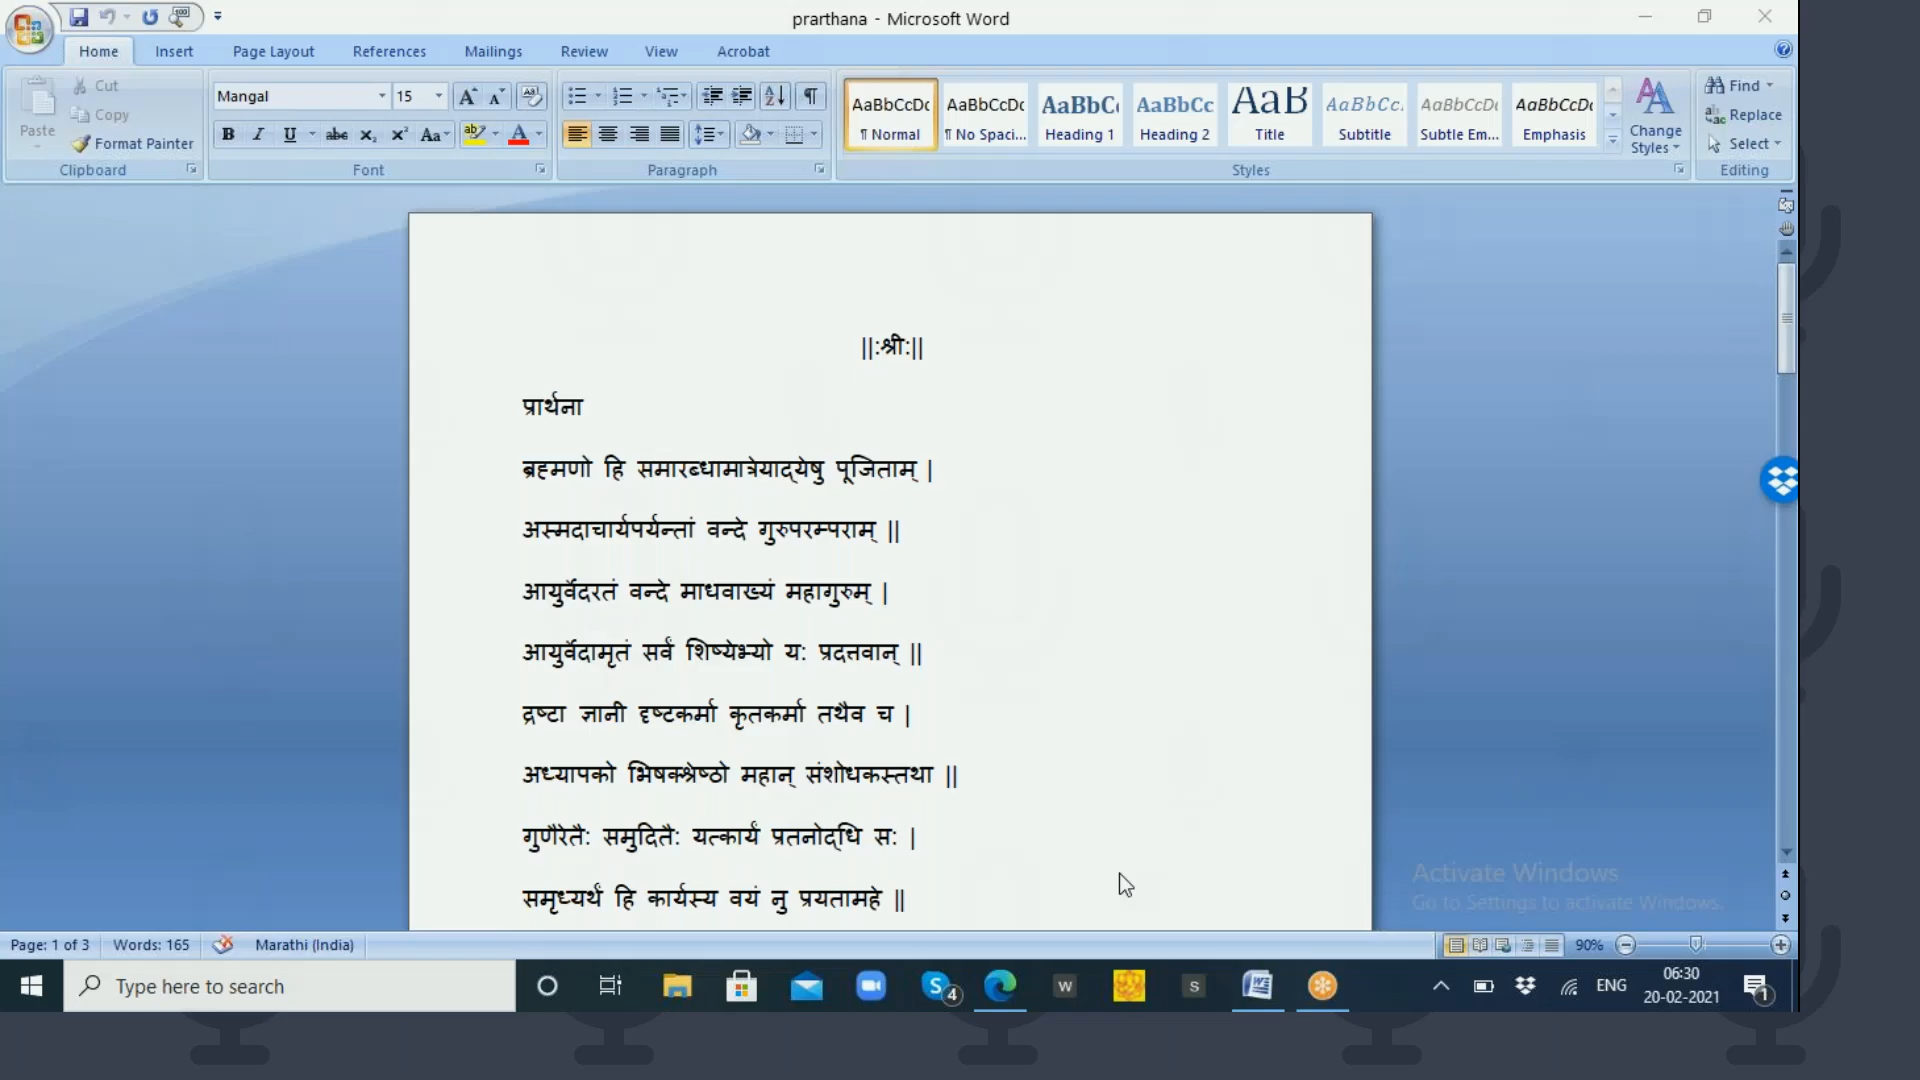 prarthana - Microsoft Word
Home Insert Page Layout References Mailings Review View Acrobat
Paste
Cut
Copy
Format Painter
Clipboard
Mangal 15
Font
Paragraph
AaBbCcDc AaBbCcDc AaBbC AaBbCc AaB AaBbCc. AaBbCcDc AaBbCcDc
¶ Normal ¶ No Spaci... Heading 1 Heading 2 Title Subtitle Subtle Em... Emphasis
Change Styles
Styles
Find
Replace
Select
Editing
||:श्री:||
प्रार्थना
ब्रह्मणो हि समारब्धामात्रेयाद्येषु पूजिताम् |
अस्मदाचार्यपर्यन्तां वन्दे गुरुपरम्पराम् ||
आयुर्वेदरतं वन्दे माधवाख्यं महागुरुम् |
आयुर्वेदामृतं सर्वं शिष्येभ्यो य: प्रदत्तवान् ||
द्रष्टा ज्ञानी दृष्टकर्मा कृतकर्मा तथैव च |
अध्यापको भिषक्श्रेष्ठो महान् संशोधकस्तथा ||
गुणैरेतै: समुदितै: यत्कार्यं प्रतनोद्धि स: |
समृध्यर्थं हि कार्यस्य वयं नु प्रयतामहे ||
Activate Windows
Go to Settings to activate Windows.
Page: 1 of 3 Words: 165 Marathi (India) 90%
Type here to search
4
W
S
ENG
06:30
20-02-2021
1